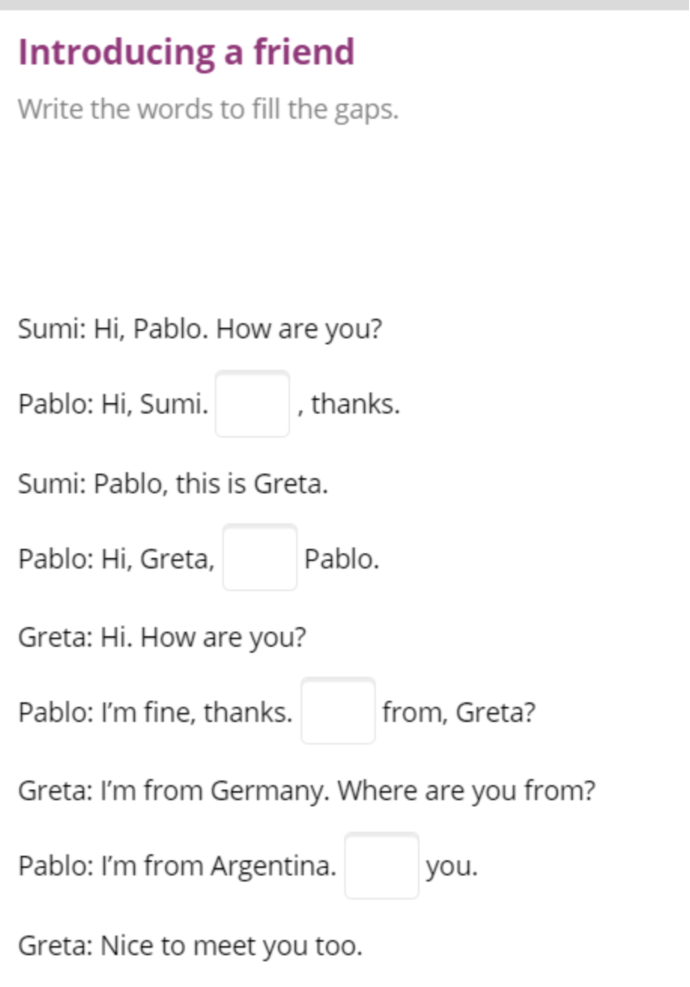 Introducing a friend
Write the words to fill the gaps.
Sumi: Hi, Pablo. How are you?
Pablo: Hi, Sumi. , thanks.
Sumi: Pablo, this is Greta.
Pablo: Hi, Greta, Pablo.
Greta: Hi. How are you?
Pablo: I’m fine, thanks. from, Greta?
Greta: I’m from Germany. Where are you from?
Pablo: I’m from Argentina. you.
Greta: Nice to meet you too.